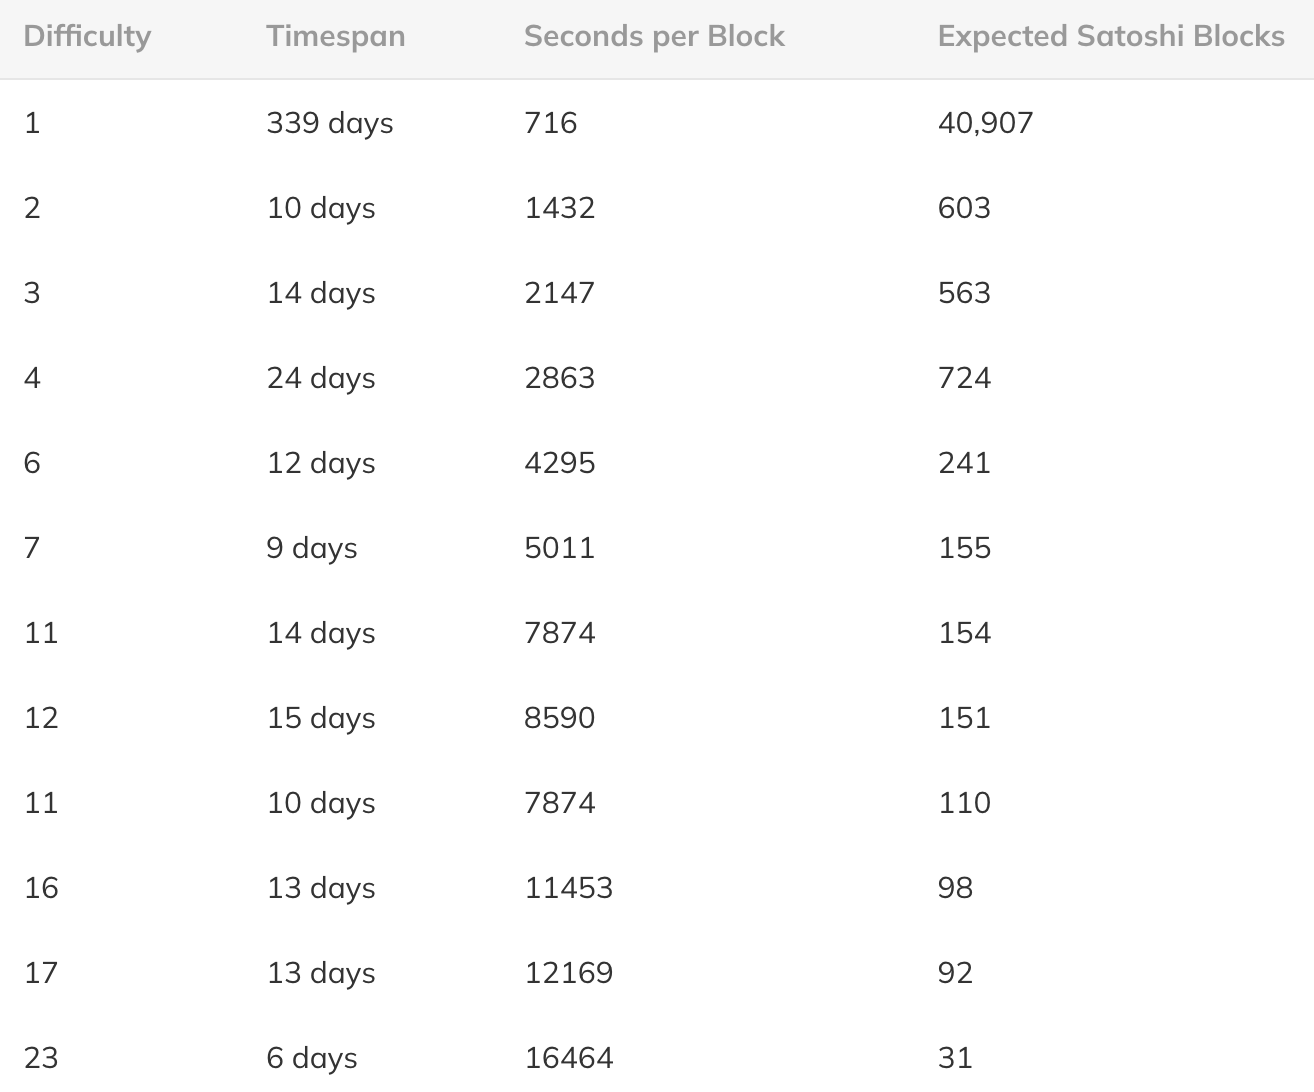 Difficulty Timespan Seconds per Block Expected Satoshi Blocks
1 339 days 716 40,907
2 10 days 1432 603
3 14 days 2147 563
4 24 days 2863 724
6 12 days 4295 241
7 9 days 5011 155
11 14 days 7874 154
12 15 days 8590 151
11 10 days 7874 110
16 13 days 11453 98
17 13 days 12169 92
23 6 days 16464 31